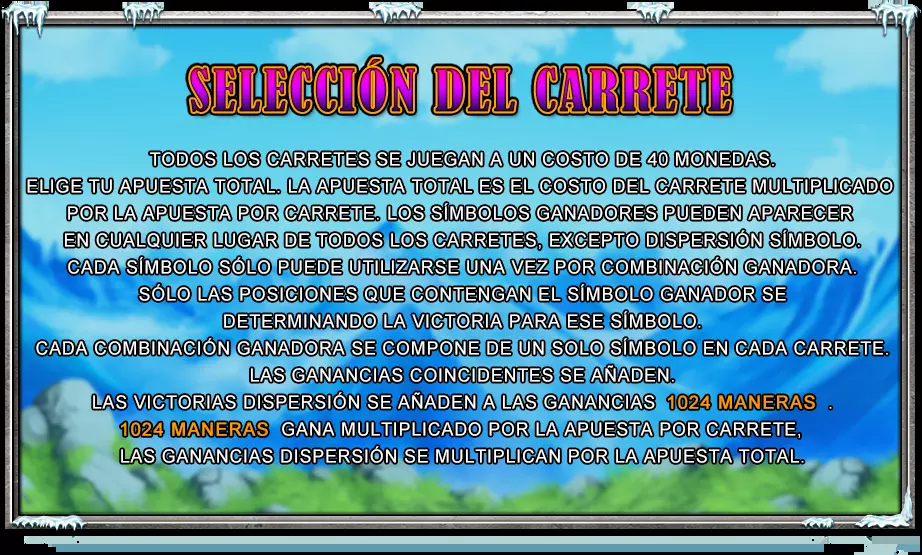 SELECCIÓN DEL CARRETE
TODOS LOS CARRETES SE JUEGAN A UN COSTO DE 40 MONEDAS.
ELIGE TU APUESTA TOTAL. LA APUESTA TOTAL ES EL COSTO DEL CARRETE MULTIPLICADO
POR LA APUESTA POR CARRETE. LOS SÍMBOLOS GANADORES PUEDEN APARECER
EN CUALQUIER LUGAR DE TODOS LOS CARRETES, EXCEPTO DISPERSIÓN SÍMBOLO.
CADA SÍMBOLO SÓLO PUEDE UTILIZARSE UNA VEZ POR COMBINACIÓN GANADORA.
SÓLO LAS POSICIONES QUE CONTENGAN EL SÍMBOLO GANADOR SE
DETERMINANDO LA VICTORIA PARA ESE SÍMBOLO.
CADA COMBINACIÓN GANADORA SE COMPONE DE UN SOLO SÍMBOLO EN CADA CARRETE.
LAS GANANCIAS COINCIDENTES SE AÑADEN.
LAS VICTORIAS DISPERSIÓN SE AÑADEN A LAS GANANCIAS 1024 MANERAS .
1024 MANERAS GANA MULTIPLICADO POR LA APUESTA POR CARRETE,
LAS GANANCIAS DISPERSIÓN SE MULTIPLICAN POR LA APUESTA TOTAL.